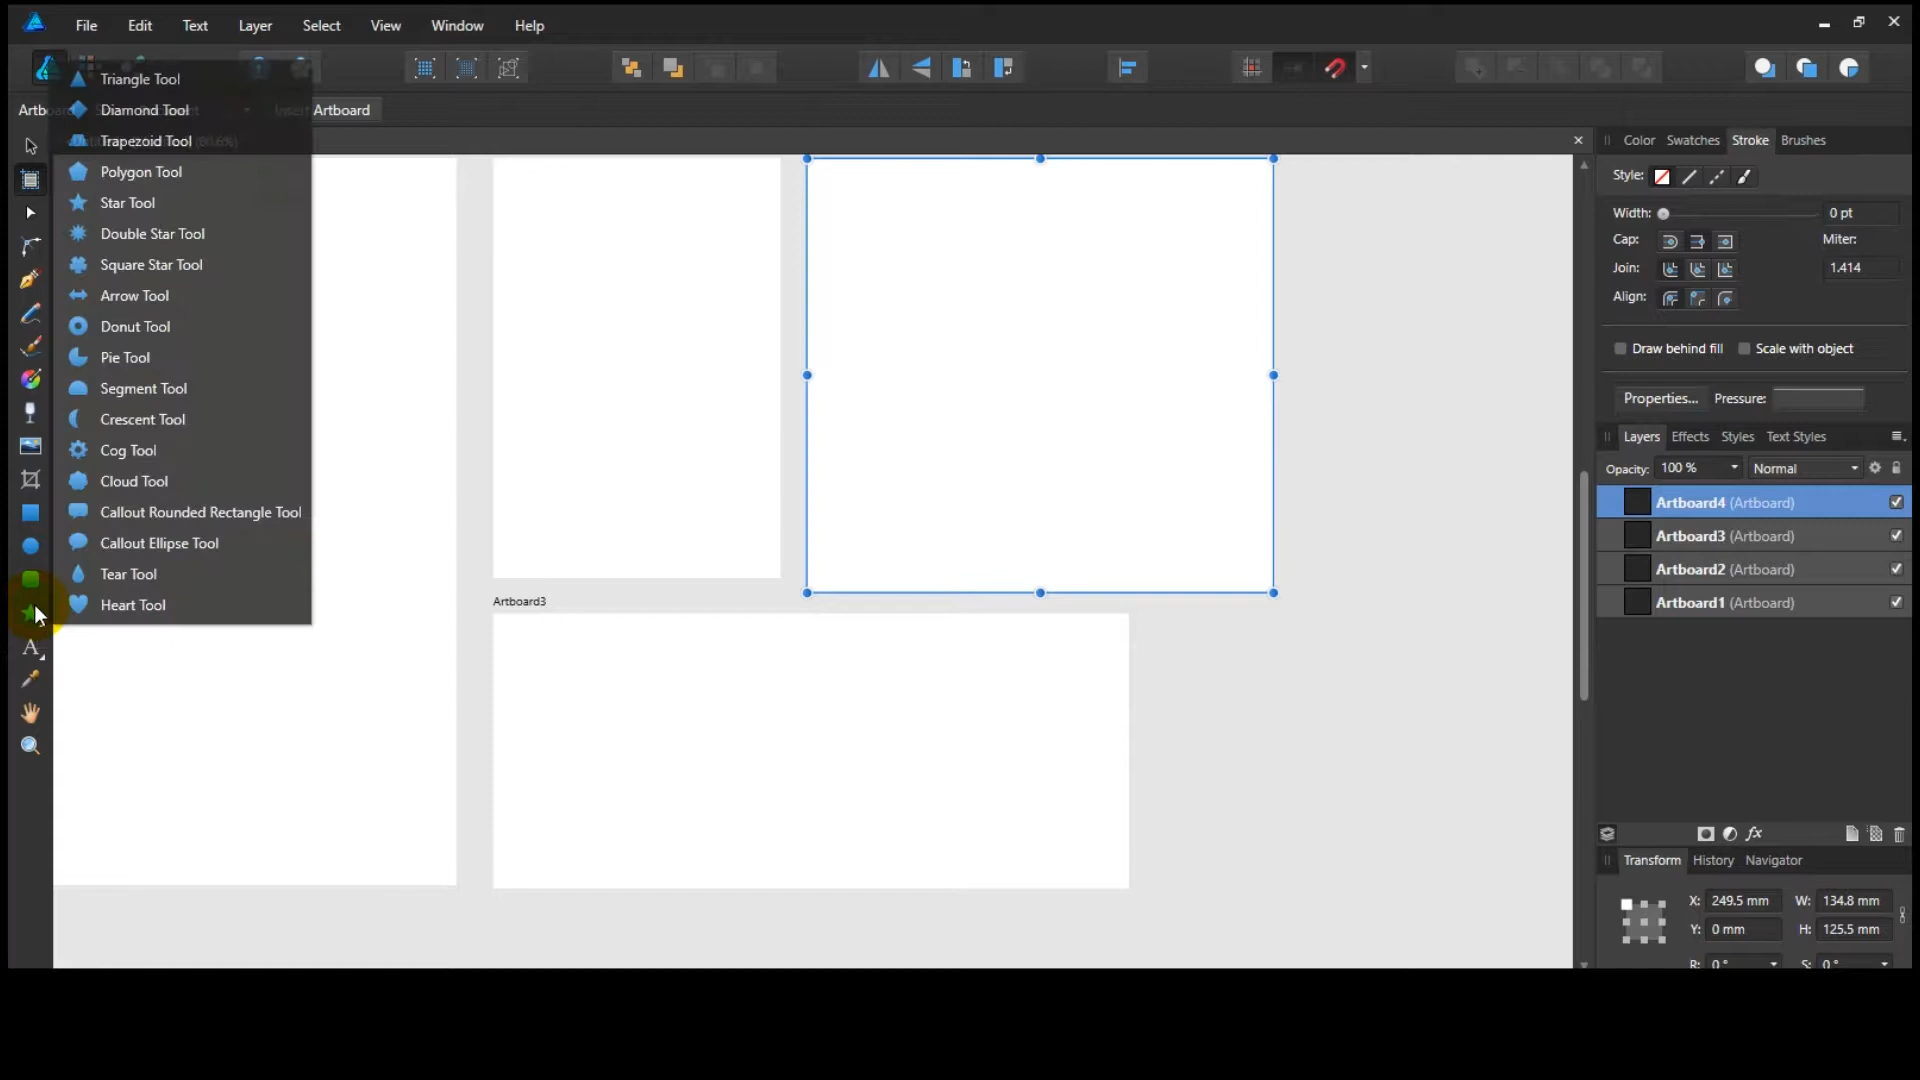 File Edit Text Layer Select View Window Help
Artboard
Triangle Tool
Diamond Tool
Trapezoid Tool
Polygon Tool
Star Tool
Double Star Tool
Square Star Tool
Arrow Tool
Donut Tool
Pie Tool
Segment Tool
Crescent Tool
Cog Tool
Cloud Tool
Callout Rounded Rectangle Tool
Callout Ellipse Tool
Tear Tool
Heart Tool
Artboard3
Color Swatches Stroke Brushes
Style:
Width: 0 pt
Cap: Miter:
Join: 1.414
Align:
Draw behind fill Scale with object
Properties... Pressure:
Layers Effects Styles Text Styles
Opacity: 100 % Normal
Artboard4 (Artboard)
Artboard3 (Artboard)
Artboard2 (Artboard)
Artboard1 (Artboard)
fx
Transform History Navigator
X: 249.5 mm W: 134.8 mm
Y: 0 mm H: 125.5 mm
R: 0 ° S: 0 °